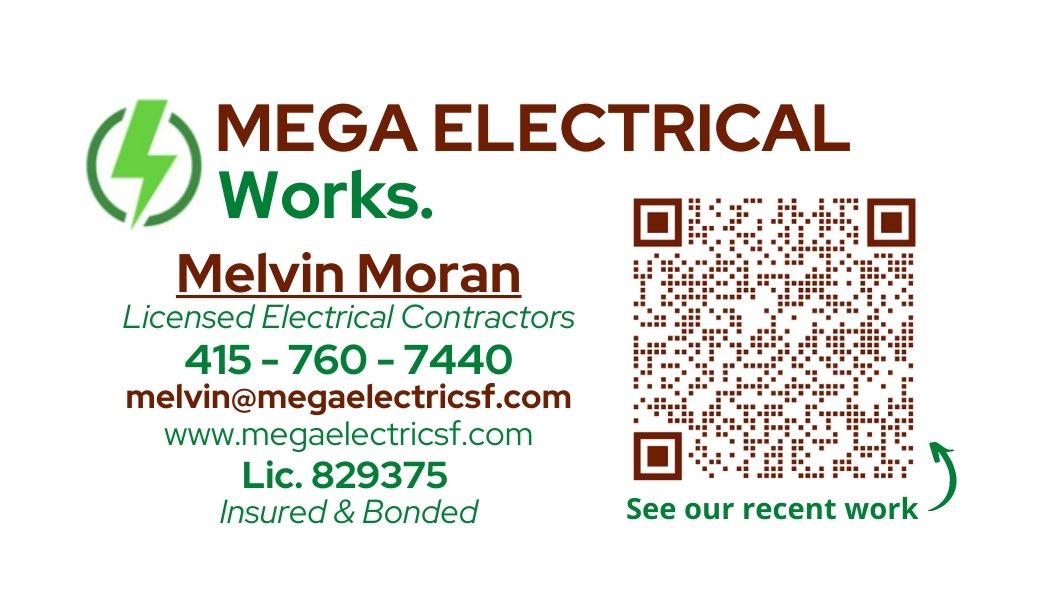 MEGA ELECTRICAL
Works.
Melvin Moran
Licensed Electrical Contractors
415 - 760 - 7440
melvin@megaelectricsf.com
www.megaelectricsf.com
Lic. 829375
Insured & Bonded
See our recent work